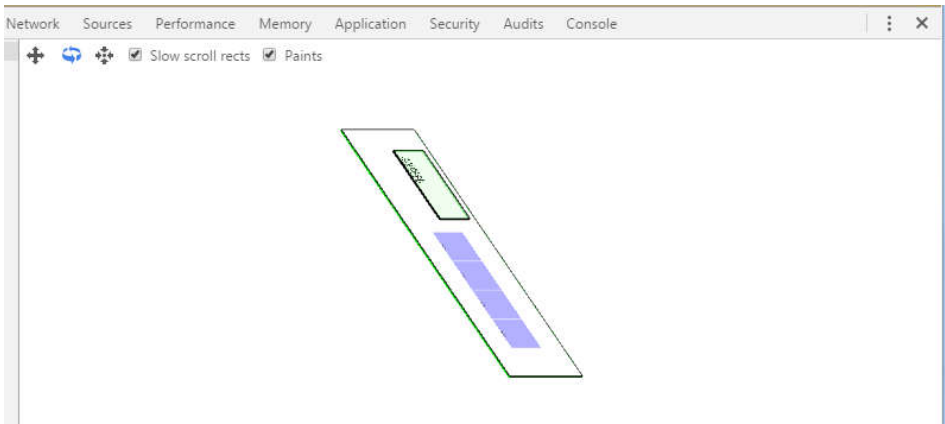 Network Sources Performance Memory Application Security Audits Console
Slow scroll rects Paints